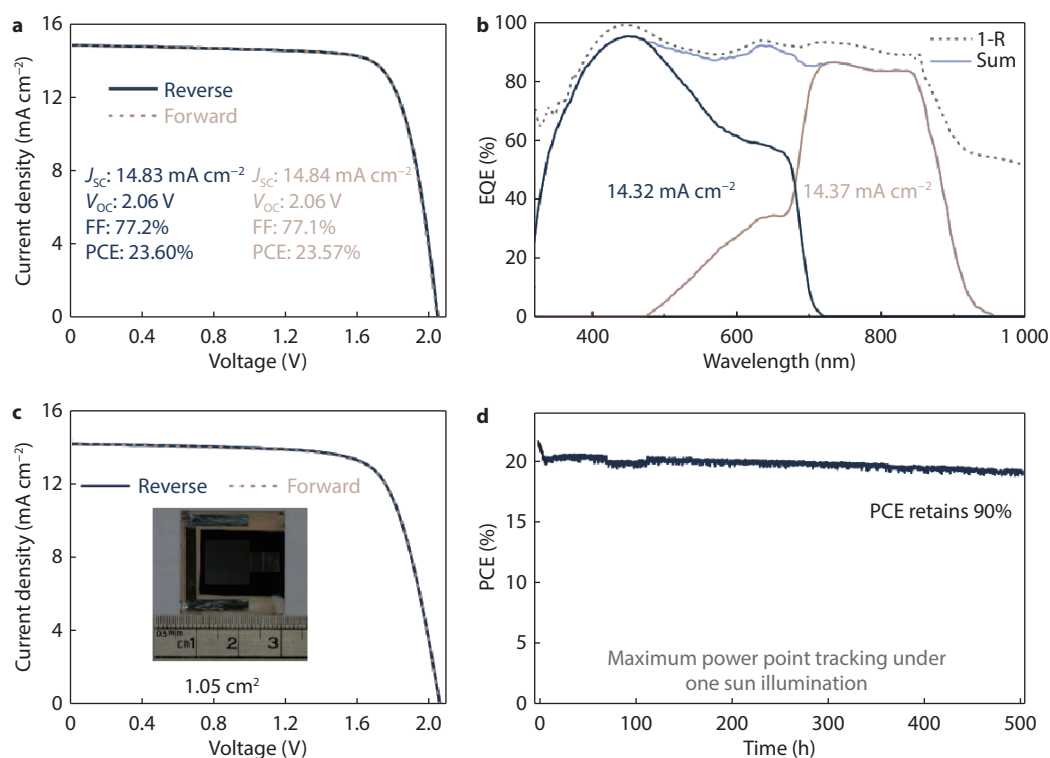 a
16
12
8
4
0
Current density (mA cm⁻²)
Reverse
Forward
J_SC: 14.83 mA cm⁻² J_SC: 14.84 mA cm⁻²
V_OC: 2.06 V V_OC: 2.06 V
FF: 77.2% FF: 77.1%
PCE: 23.60% PCE: 23.57%
0 0.4 0.8 1.2 1.6 2.0
Voltage (V)
b
100
80
60
40
20
0
EQE (%)
1-R
Sum
14.32 mA cm⁻² 14.37 mA cm⁻²
400 600 800 1 000
Wavelength (nm)
c
16
12
8
4
0
Current density (mA cm⁻²)
Reverse Forward
0.5mm
cm1 2 3
1.05 cm²
0 0.4 0.8 1.2 1.6 2.0
Voltage (V)
d
20
15
10
5
0
PCE (%)
PCE retains 90%
Maximum power point tracking under
one sun illumination
0 100 200 300 400 500
Time (h)